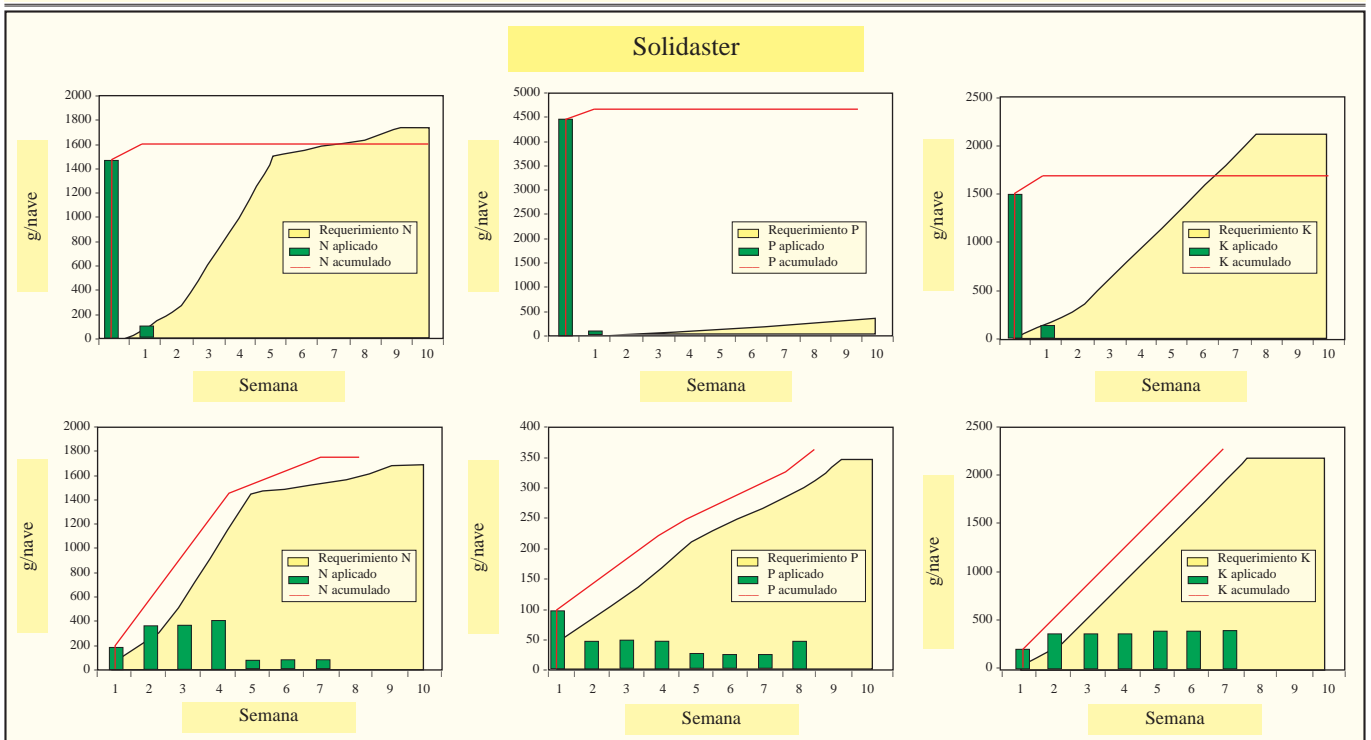 Solidaster
g/nave
2000
1800
1600
1400
1200
1000
800
600
400
200
0
Requerimiento N
N aplicado
N acumulado
1 2 3 4 5 6 7 8 9 10
Semana
g/nave
5000
4500
4000
3500
3000
2500
2000
1500
1000
500
0
Requerimiento P
P aplicado
P acumulado
1 2 3 4 5 6 7 8 9 10
Semana
g/nave
2500
2000
1500
1000
500
0
Requerimiento K
K aplicado
K acumulado
1 2 3 4 5 6 7 8 9 10
Semana
g/nave
2000
1800
1600
1400
1200
1000
800
600
400
200
0
Requerimiento N
N aplicado
N acumulado
1 2 3 4 5 6 7 8 9 10
Semana
g/nave
400
350
300
250
200
150
100
50
0
Requerimiento P
P aplicado
P acumulado
1 2 3 4 5 6 7 8 9 10
Semana
g/nave
2500
2000
1500
1000
500
0
Requerimiento K
K aplicado
K acumulado
1 2 3 4 5 6 7 8 9 10
Semana